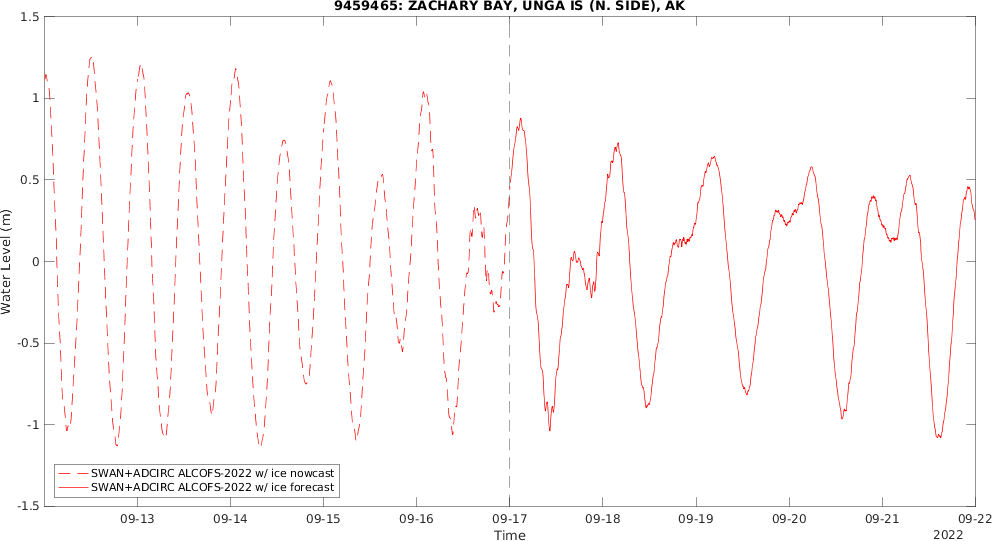 9459465: ZACHARY BAY, UNGA IS (N. SIDE), AK
1.5
1
0.5
0
-0.5
-1
-1.5
Water Level (m)
SWAN+ADCIRC ALCOFS-2022 w/ ice nowcast
SWAN+ADCIRC ALCOFS-2022 w/ ice forecast
09-13 09-14 09-15 09-16 09-17 09-18 09-19 09-20 09-21 09-22
Time
2022